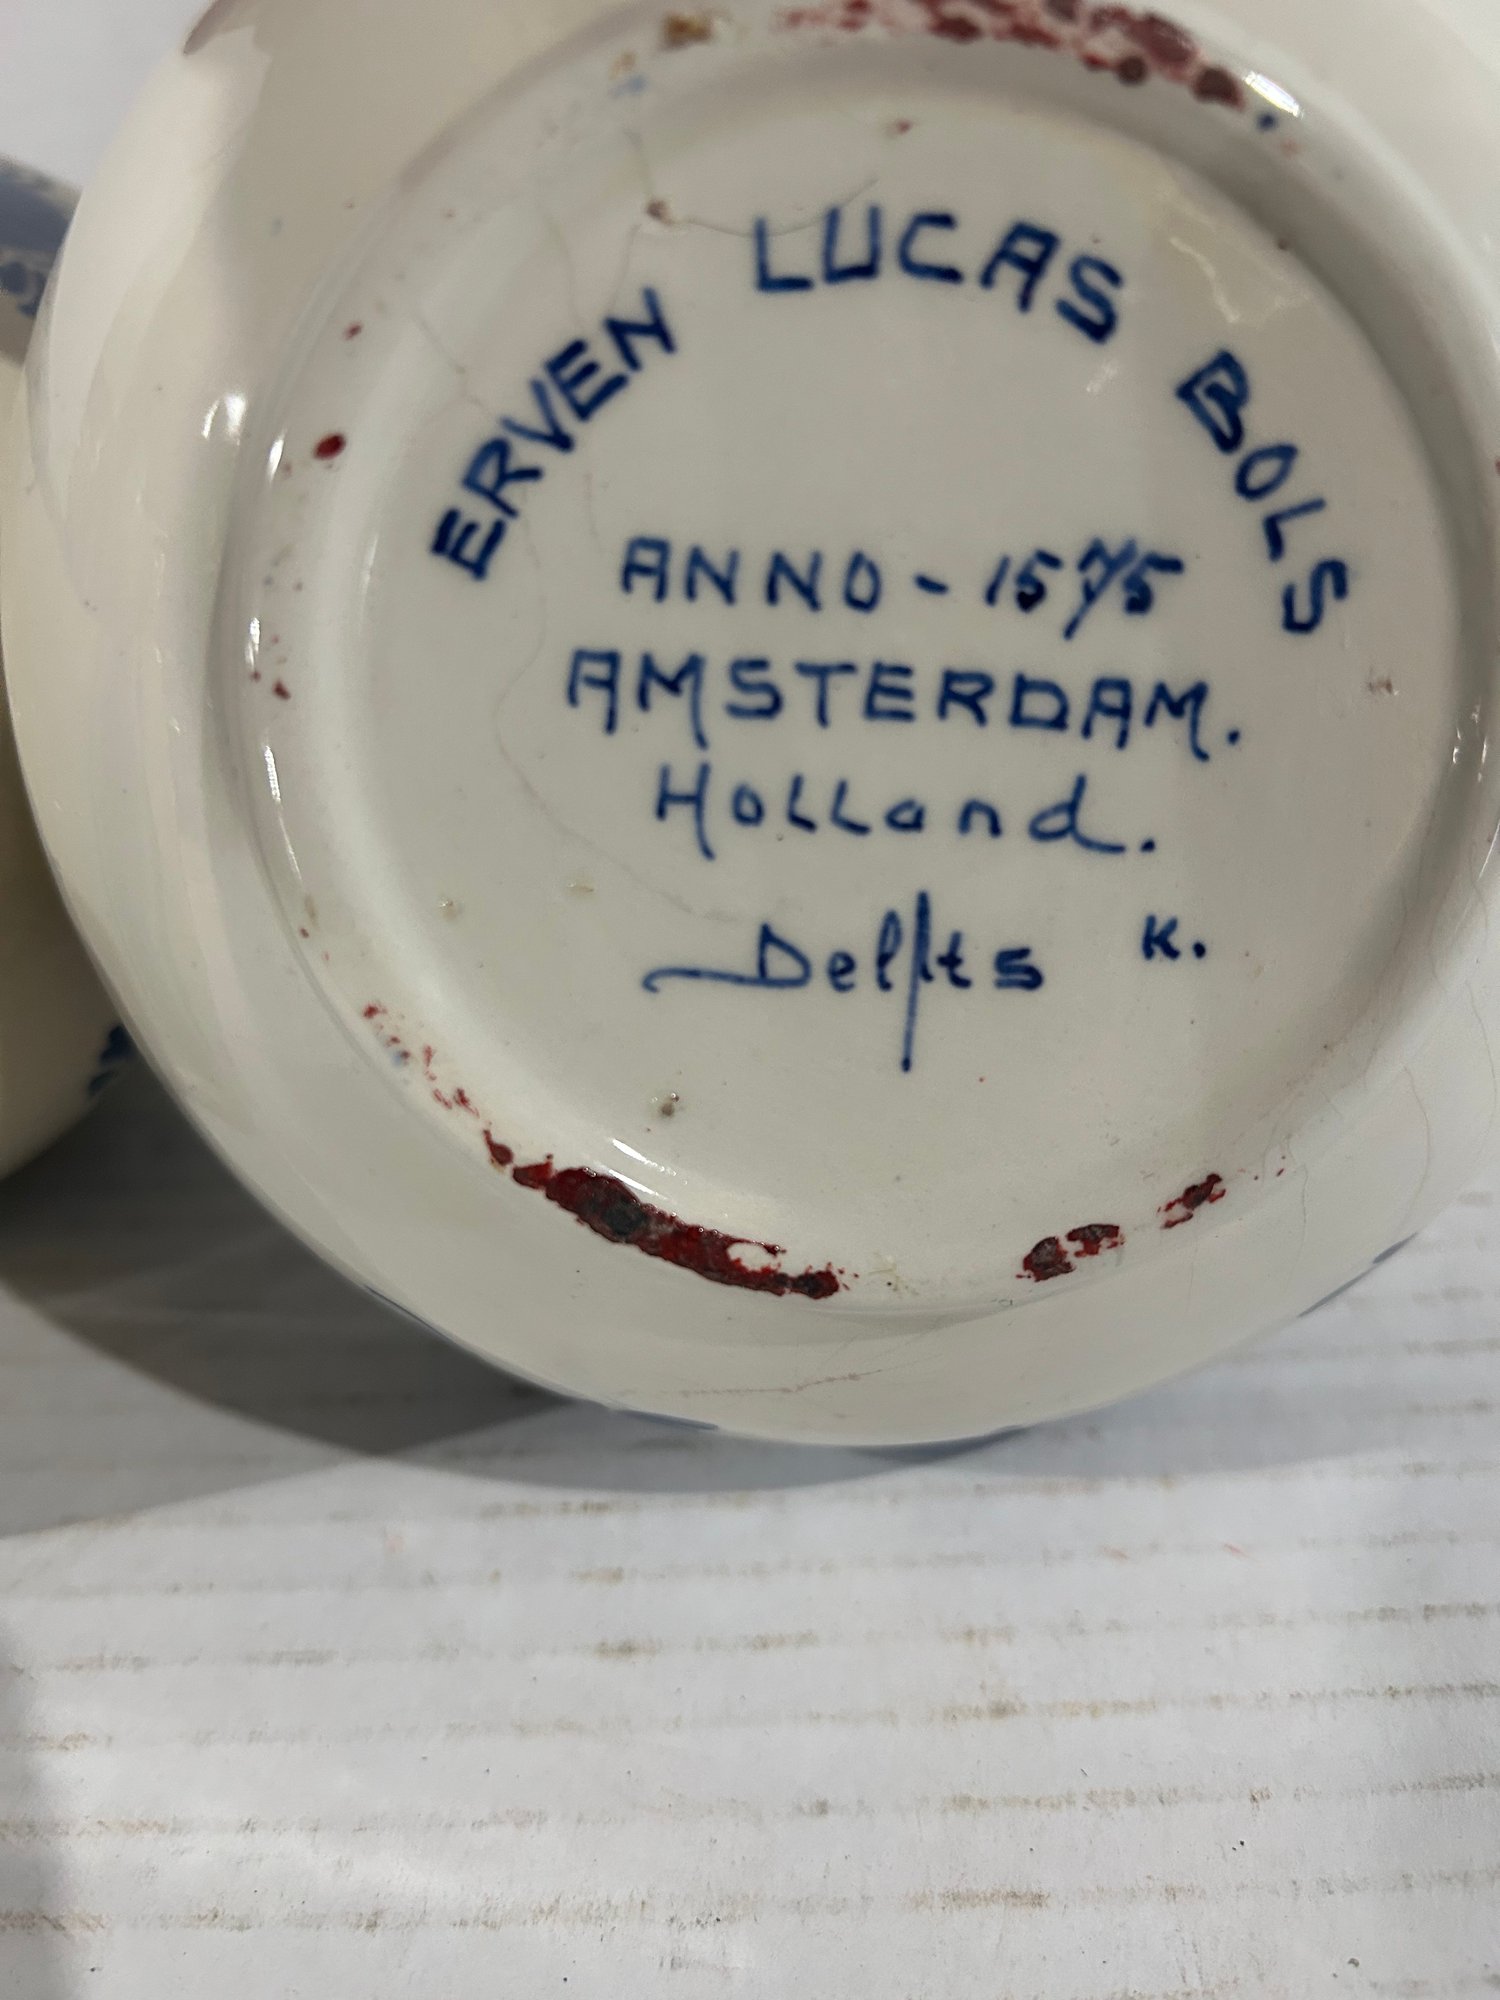 ERVEN LUCAS BOLS
ANNO - 1575
AMSTERDAM.
HOLLand.
Delfts K.